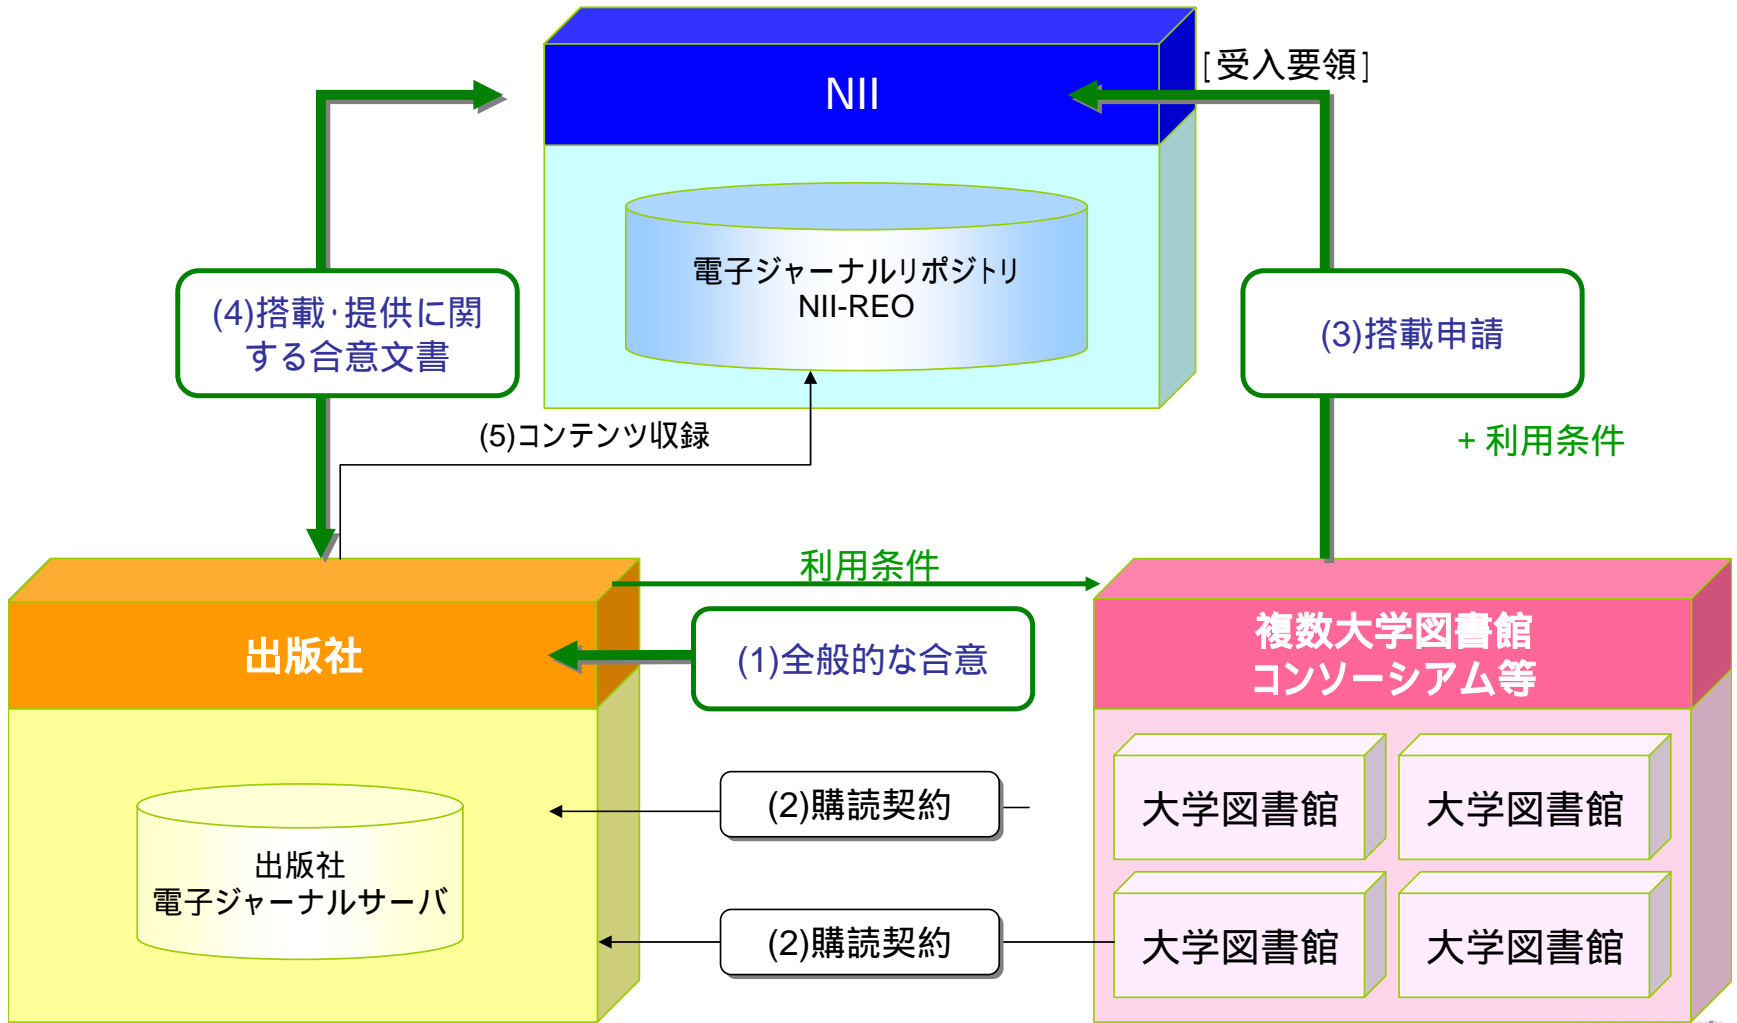 NII
[受入要領]
電子ジャーナルリポジトリ
NII-REO
(4)搭載・提供に関
する合意文書
(3)搭載申請
(5)コンテンツ収録
+ 利用条件
利用条件
出版社
(1)全般的な合意
複数大学図書館
コンソーシアム等
(2)購読契約
大学図書館
大学図書館
出版社
電子ジャーナルサーバ
(2)購読契約
大学図書館
大学図書館